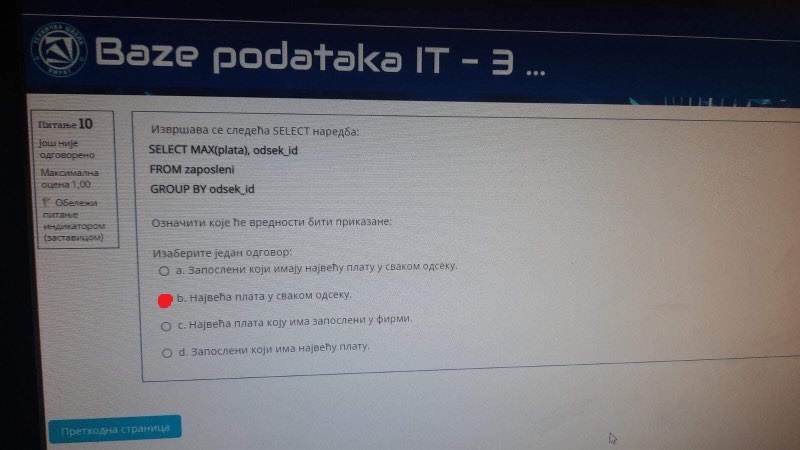 Baze podataka IT - 3 ...
Питање 10
Још није
одговорено
Максимална
оцена 1,00
Обележи
питање
индикатором
(заставицом)
Извршава се следећа SELECT наредба:
SELECT MAX(plata), odsek_id
FROM zaposleni
GROUP BY odsek_id
Означити које ће вредности бити приказане:
Изаберите један одговор:
a. Запослени који имају највећу плату у сваком одсеку.
b. Највећа плата у сваком одсеку.
c. Највећа плата коју има запослени у фирми.
d. Запослени који има највећу плату.
Претходна страница